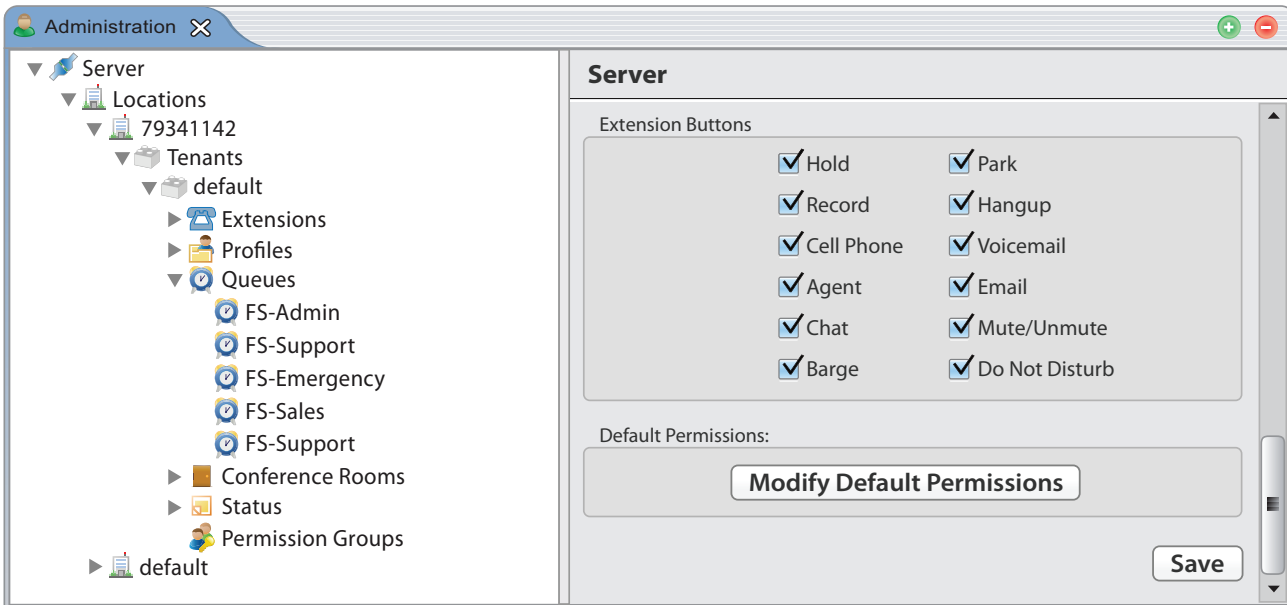 Administration
Server
Locations
79341142
Tenants
default
Extensions
Profiles
Queues
FS-Admin
FS-Support
FS-Emergency
FS-Sales
FS-Support
Conference Rooms
Status
Permission Groups
default
Server
Extension Buttons
Hold Park
Record Hangup
Cell Phone Voicemail
Agent Email
Chat Mute/Unmute
Barge Do Not Disturb
Default Permissions:
Modify Default Permissions
Save